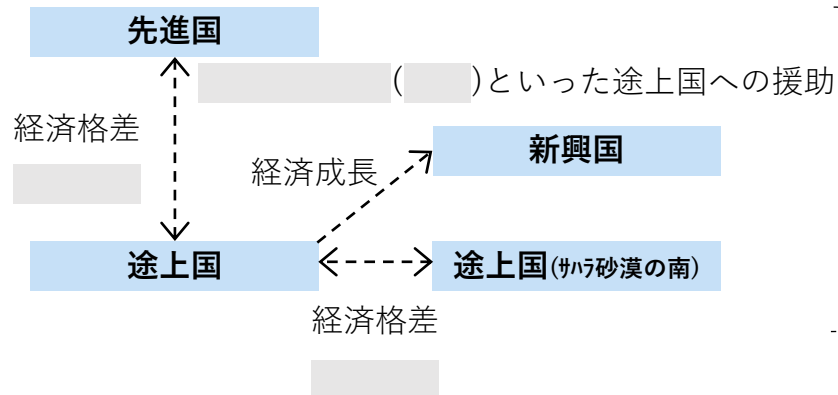 先進国
( )といった途上国への援助
経済格差
新興国
経済成長
途上国
途上国(ｻﾊﾗ砂漠の南)
経済格差